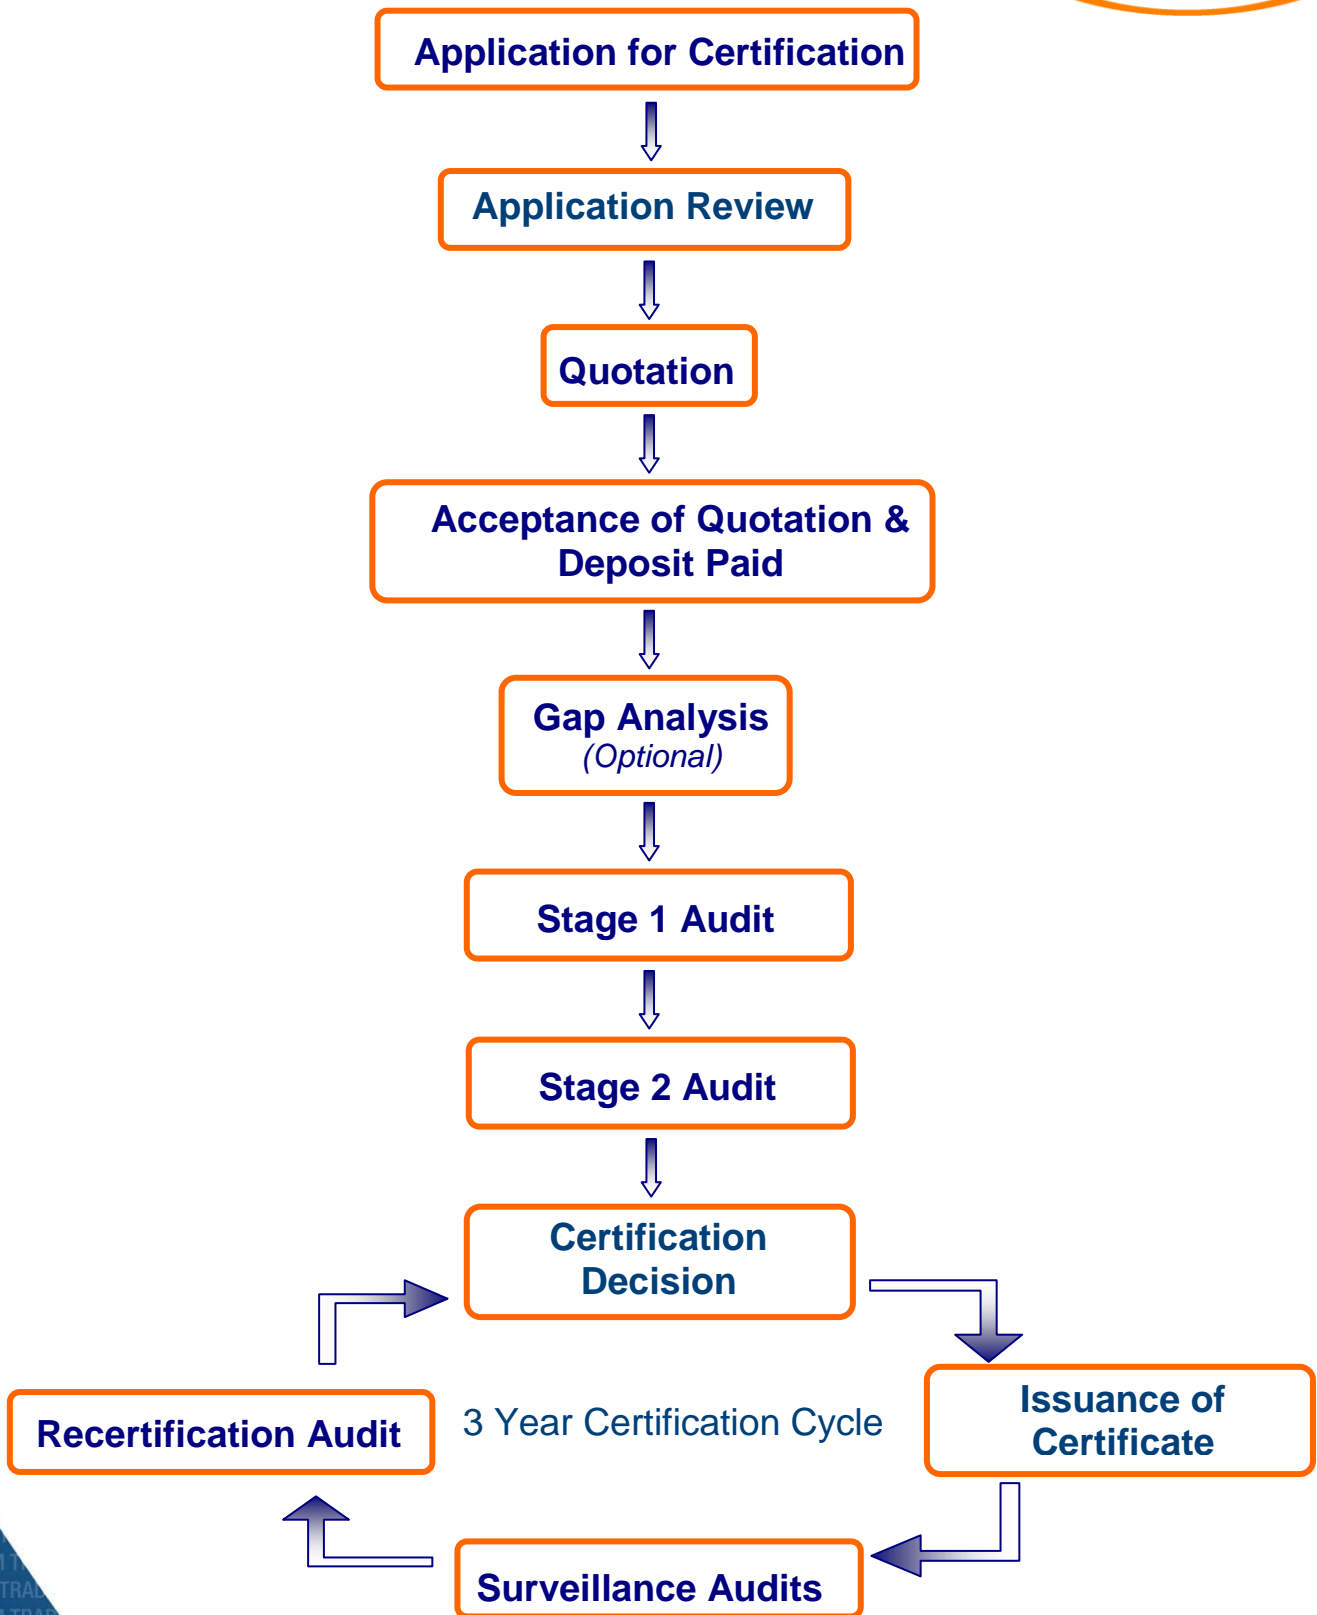 Application for Certification
Application Review
Quotation
Acceptance of Quotation &
Deposit Paid
Gap Analysis
(Optional)
Stage 1 Audit
Stage 2 Audit
Certification
Decision
Issuance of
Certificate
Recertification Audit
3 Year Certification Cycle
Surveillance Audits